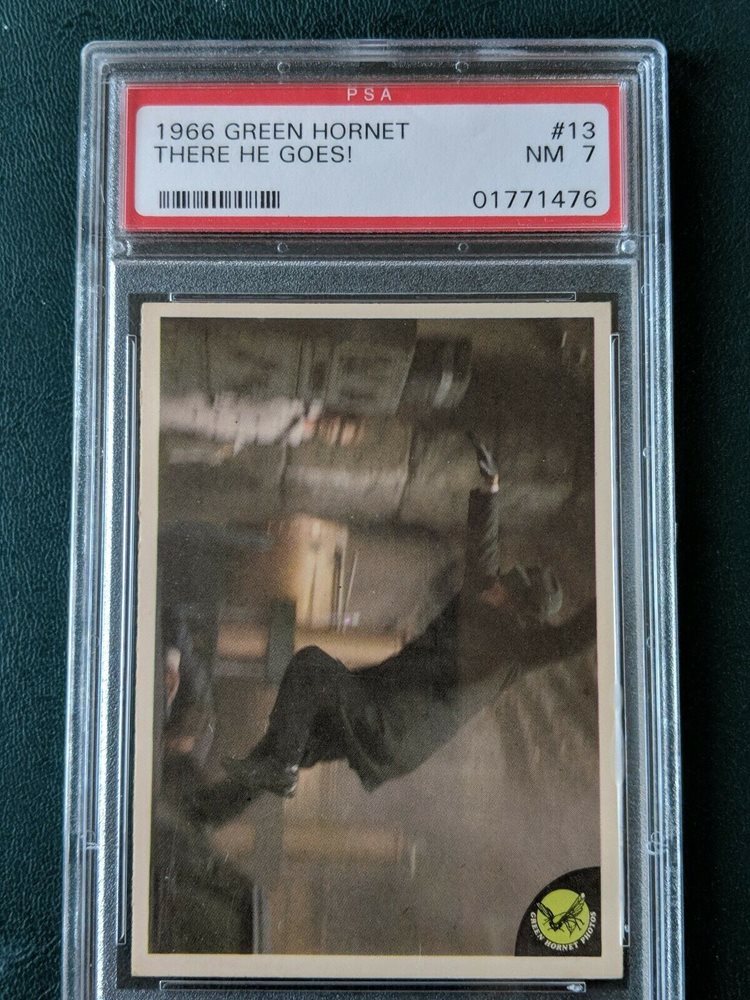 PSA
1966 GREEN HORNET #13
THERE HE GOES! NM 7
01771476
GREEN HORNET PHOTOS